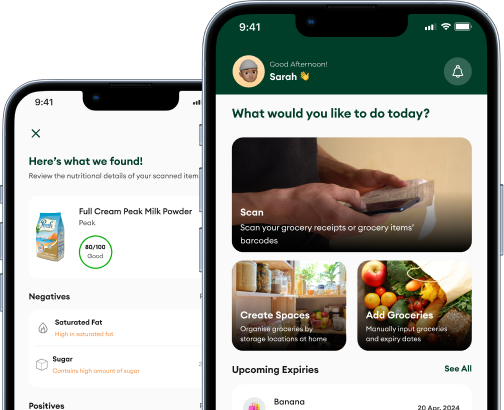 9:41
Here's what we found!
Review the nutritional details of your scanned item
Full Cream Peak Milk Powder
Peak
80/100
Good
Negatives
Saturated Fat
High in saturated fat
Sugar
Contains high amount of sugar
Positives
9:41
Good Afternoon!
Sarah 👋
What would you like to do today?
Scan
Scan your grocery receipts or grocery items'
barcodes
Create Spaces
Organise groceries by
storage locations at home
Add Groceries
Manually input groceries
and expiry dates
Upcoming Expiries
See All
Banana
20 Apr, 2024